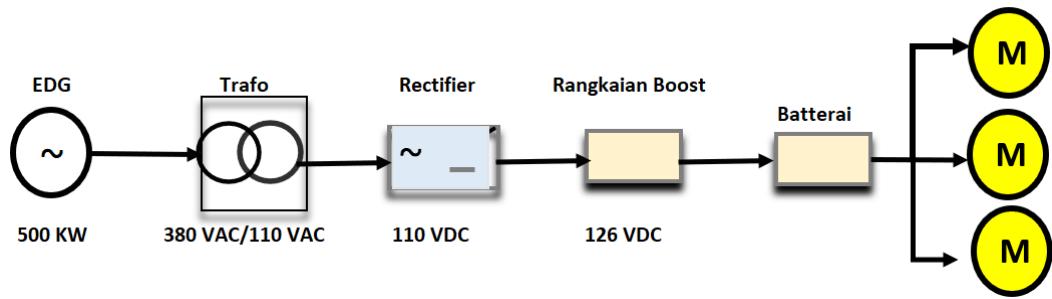 EDG
Trafo
Rectifier
Rangkaian Boost
Batterai
~
~
500 KW
380 VAC/110 VAC
110 VDC
126 VDC
M
M
M